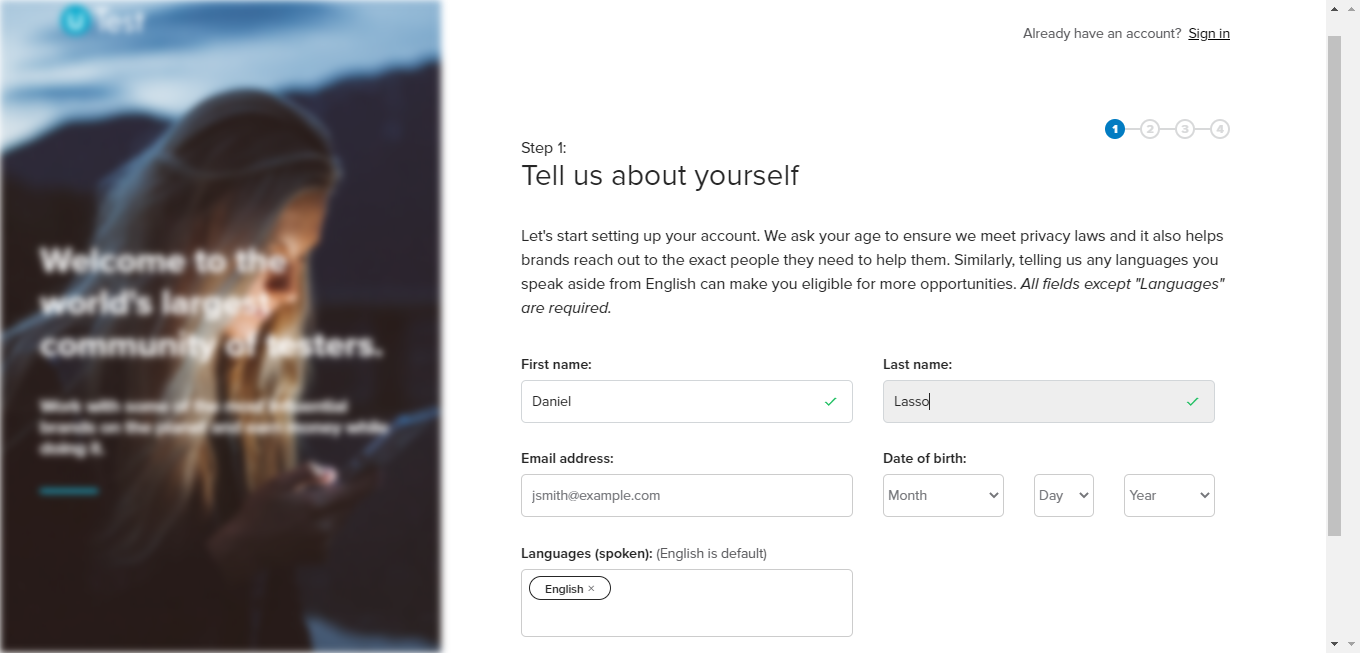 uTest
Already have an account? Sign in
1 2 3 4
Step 1:
Tell us about yourself
Let's start setting up your account. We ask your age to ensure we meet privacy laws and it also helps
brands reach out to the exact people they need to help them. Similarly, telling us any languages you
speak aside from English can make you eligible for more opportunities. All fields except "Languages"
are required.
Welcome to the
world's largest
community of testers.
Work with some of the most influential
brands on the planet and earn money while
doing it.
First name:
Last name:
Daniel
Lasso
Email address:
Date of birth:
jsmith@example.com
Month
Day
Year
Languages (spoken): (English is default)
English ×